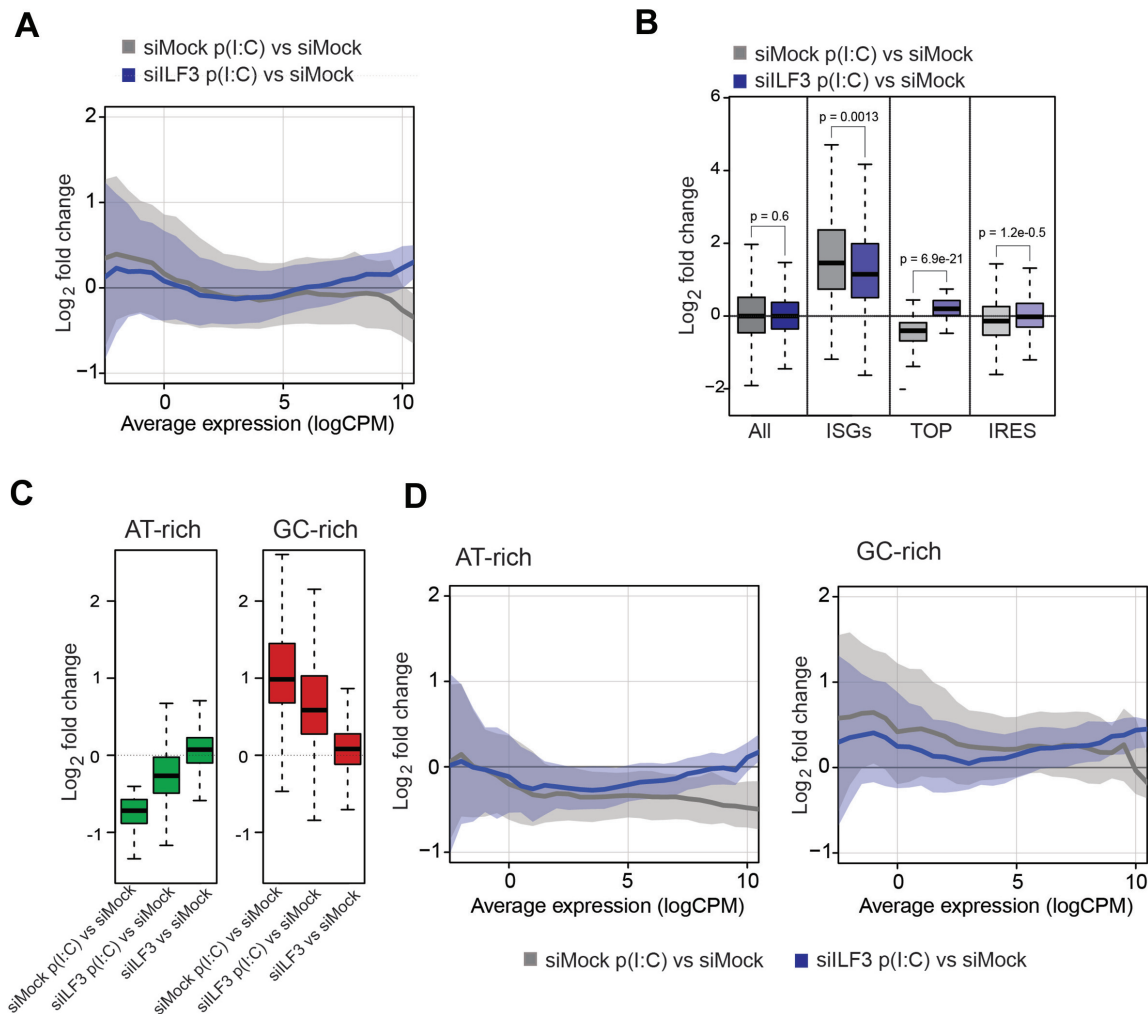 A
siMock p(I:C) vs siMock
siILF3 p(I:C) vs siMock
Log2 fold change
2
1
0
−1
0
5
10
Average expression (logCPM)
B
siMock p(I:C) vs siMock
siILF3 p(I:C) vs siMock
Log2 fold change
6
4
2
0
−2
p = 0.6
p = 0.0013
p = 6.9e-21
p = 1.2e-0.5
All
ISGs
TOP
IRES
C
AT-rich
GC-rich
Log2 fold change
2
1
0
-1
2
1
0
-1
siMock p(I:C) vs siMock
siILF3 p(I:C) vs siMock
siILF3 vs siMock
siMock p(I:C) vs siMock
siILF3 p(I:C) vs siMock
siILF3 vs siMock
D
AT-rich
Log2 fold change
2
1
0
−1
0
5
10
Average expression (logCPM)
GC-rich
Log2 fold change
2
1
0
−1
0
5
10
Average expression (logCPM)
siMock p(I:C) vs siMock
siILF3 p(I:C) vs siMock